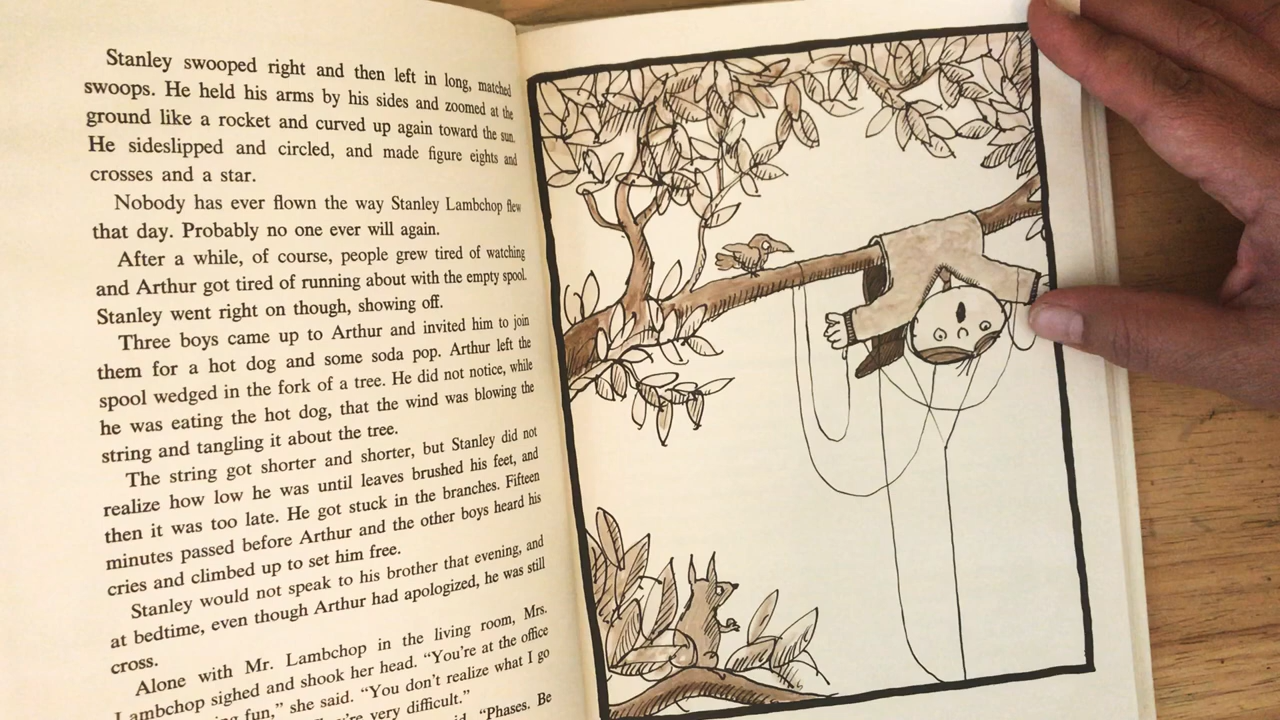 Stanley swooped right and then left in long, matched
swoops. He held his arms by his sides and zoomed at the
ground like a rocket and curved up again toward the sun.
He sideslipped and circled, and made figure eights and
crosses and a star.
Nobody has ever flown the way Stanley Lambchop flew
that day. Probably no one ever will again.
After a while, of course, people grew tired of watching
and Arthur got tired of running about with the empty spool.
Stanley went right on though, showing off.
Three boys came up to Arthur and invited him to join
them for a hot dog and some soda pop. Arthur left the
spool wedged in the fork of a tree. He did not notice, while
he was eating the hot dog, that the wind was blowing the
string and tangling it about the tree.
The string got shorter and shorter, but Stanley did not
realize how low he was until leaves brushed his feet, and
then it was too late. He got stuck in the branches. Fifteen
minutes passed before Arthur and the other boys heard his
cries and climbed up to set him free.
Stanley would not speak to his brother that evening, and
at bedtime, even though Arthur had apologized, he was still
cross.
Alone with Mr. Lambchop in the living room, Mrs.
Lambchop sighed and shook her head. “You’re at the office
fun,” she said. “You don’t realize what I go
very difficult.”
“Phases. Be